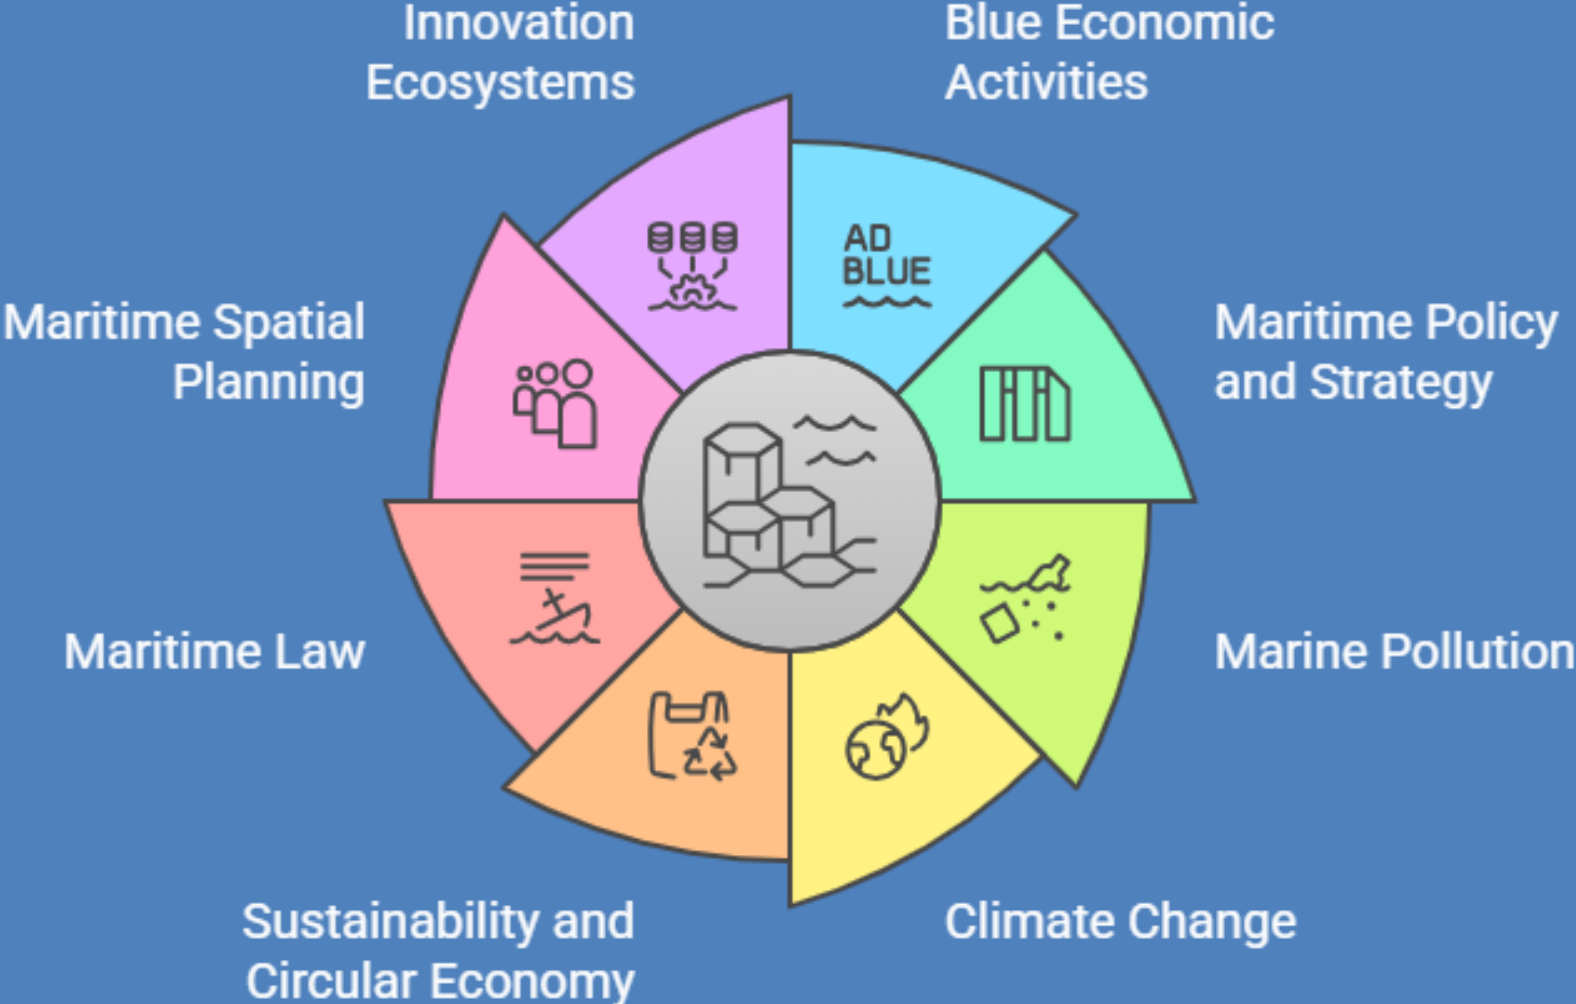 Innovation
Ecosystems
Blue Economic
Activities
AD
BLUE
Maritime Spatial
Planning
Maritime Policy
and Strategy
Maritime Law
Marine Pollution
Sustainability and
Circular Economy
Climate Change